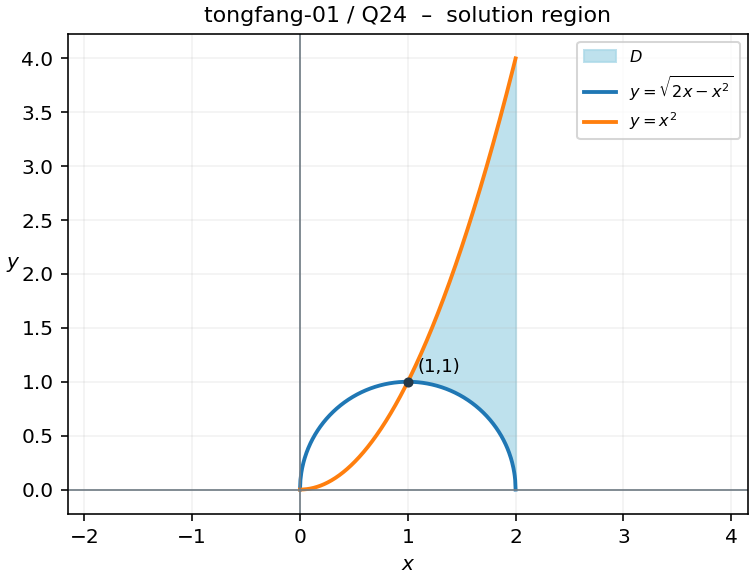 tongfang-01 / Q24 – solution region
D
y = √2x − x²
y = x²
4.0
3.5
3.0
2.5
2.0
1.5
1.0
0.5
0.0
y
(1,1)
−2 −1 0 1 2 3 4
x